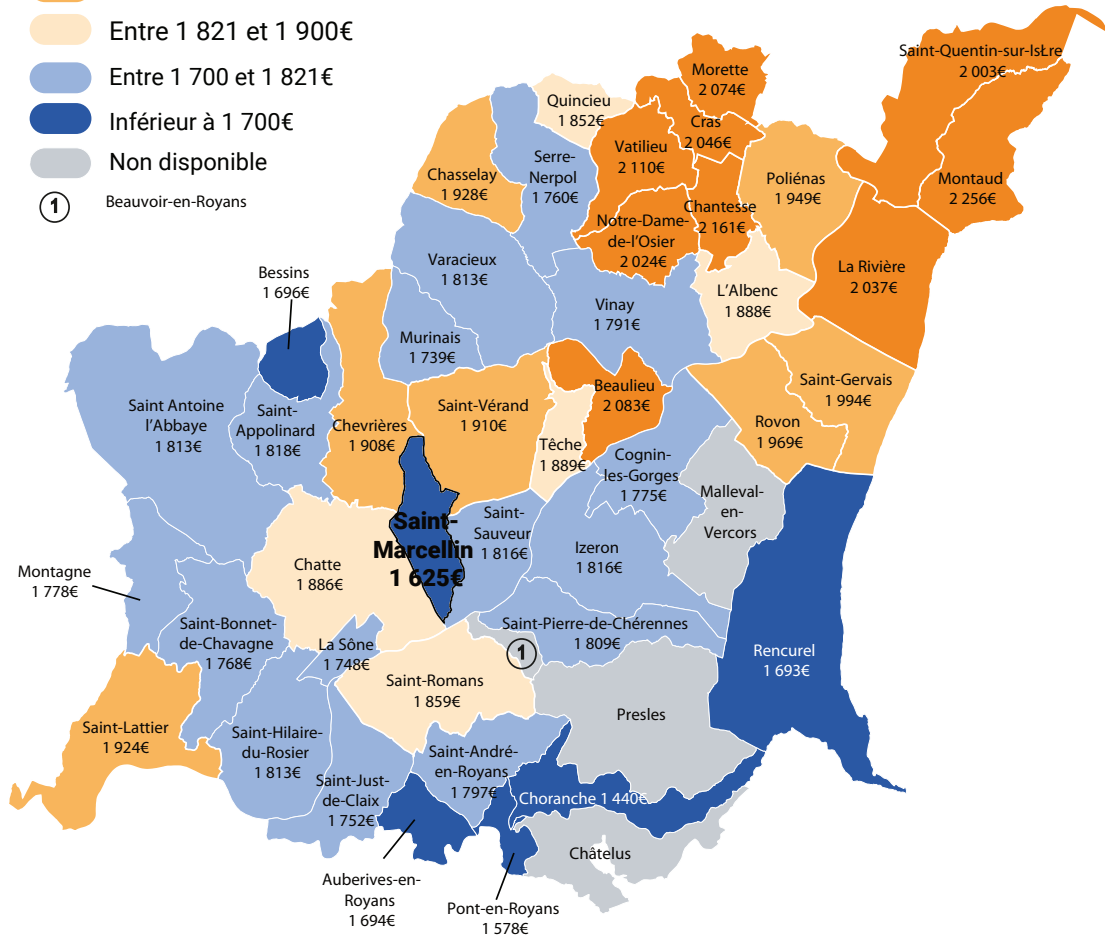 Entre 1 821 et 1 900€
Entre 1 700 et 1 821€
Inférieur à 1 700€
Non disponible
1
Beauvoir-en-Royans
Saint-Quentin-sur-IsŁre
2 003€
Morette
2 074€
Quincieu
1 852€
Cras
2 046€
Vatilieu
2 110€
Serre-
Nerpol
1 760€
Chasselay
1 928€
Poliénas
1 949€
Montaud
2 256€
Chantesse
2 161€
Notre-Dame-
de-l'Osier
2 024€
Varacieux
1 813€
La Rivière
2 037€
Bessins
1 696€
L'Albenc
1 888€
Vinay
1 791€
Murinais
1 739€
Saint-Gervais
1 994€
Beaulieu
2 083€
Saint Antoine
l'Abbaye
1 813€
Saint-
Appolinard
1 818€
Chevrières
1 908€
Saint-Vérand
1 910€
Rovon
1 969€
Têche
1 889€
Cognin-
les-Gorges
1 775€
Malleval-
en-
Vercors
Saint-
Marcellin
1 625€
Saint-
Sauveur
1 816€
Izeron
1 816€
Chatte
1 886€
Montagne
1 778€
Saint-Bonnet-
de-Chavagne
1 768€
La Sône
1 748€
Saint-Pierre-de-Chérennes
1 809€
1
Rencurel
1 693€
Saint-Romans
1 859€
Presles
Saint-Lattier
1 924€
Saint-Hilaire-
du-Rosier
1 813€
Saint-André-
en-Royans
1 797€
Saint-Just-
de-Claix
1 752€
Choranche 1 440€
Châtelus
Auberives-en-
Royans
1 694€
Pont-en-Royans
1 578€